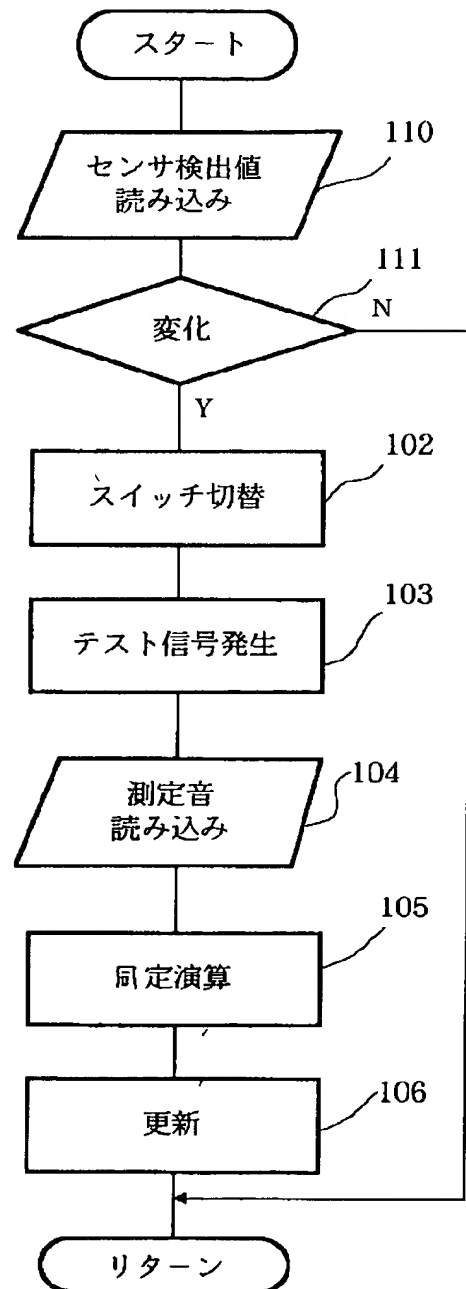 スタート
110
センサ検出値
読み込み
111
変化
N
Y
102
スイッチ切替
103
テスト信号発生
104
測定音
読み込み
105
同定演算
106
更新
リターン